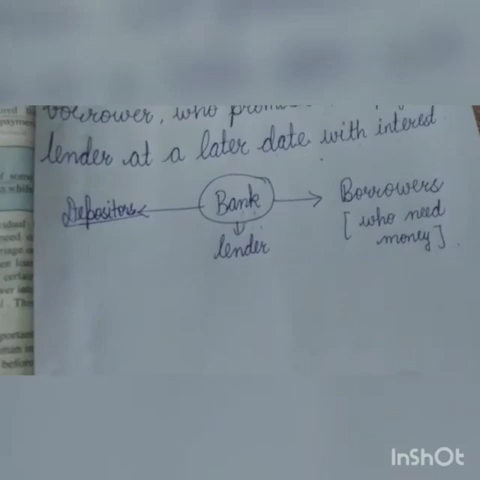 borrower, who
lender at a later date with interest.
Depositors
Bank
Borrowers
[who need
money].
lender
InShOt